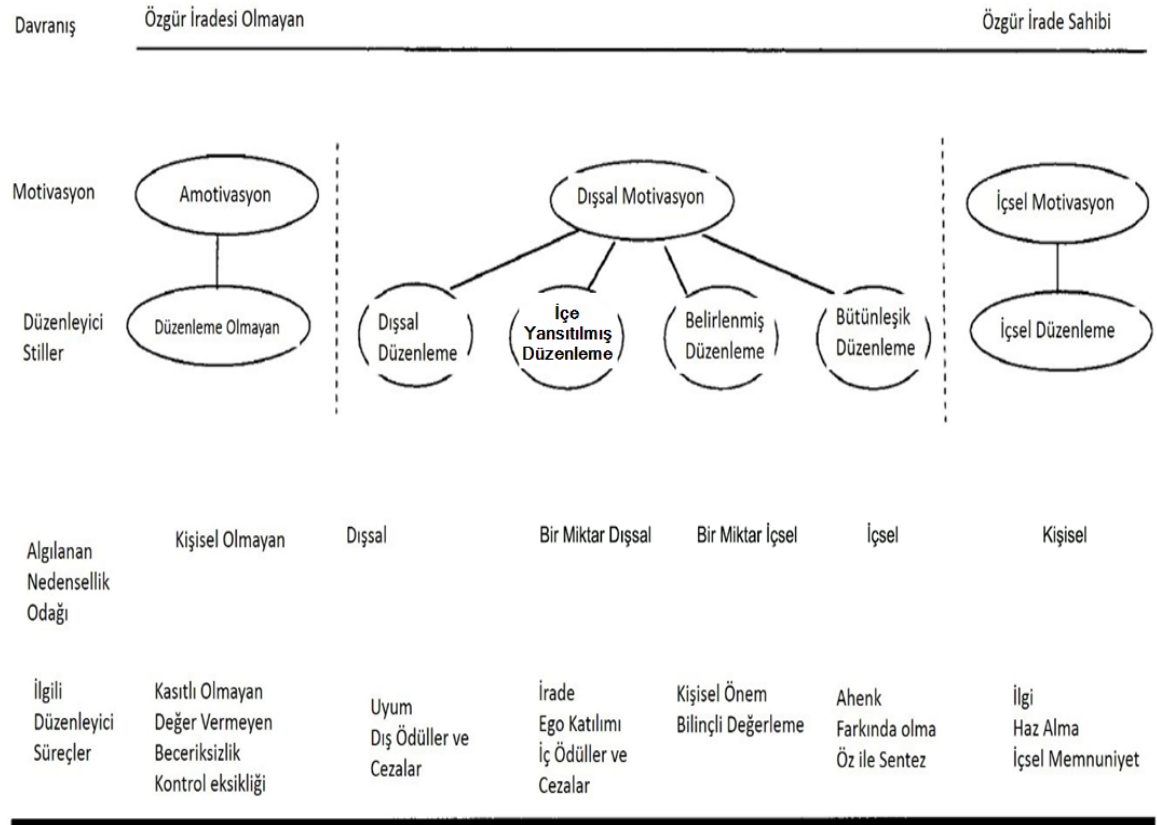 Davranış
Özgür İradesi Olmayan
Özgür İrade Sahibi
Motivasyon
Amotivasyon
Dışsal Motivasyon
İçsel Motivasyon
Düzenleyici
Stiller
Düzenleme Olmayan
Dışsal
Düzenleme
İçe
Yansıtılmış
Düzenleme
Belirlenmiş
Düzenleme
Bütünleşik
Düzenleme
İçsel Düzenleme
Algılanan
Nedensellik
Odağı
Kişisel Olmayan
Dışsal
Bir Miktar Dışsal
Bir Miktar İçsel
İçsel
Kişisel
İlgili
Düzenleyici
Süreçler
Kasıtlı Olmayan
Değer Vermeyen
Beceriksizlik
Kontrol eksikliği
Uyum
Dış Ödüller ve
Cezalar
İrade
Ego Katılımı
İç Ödüller ve
Cezalar
Kişisel Önem
Bilinçli Değerleme
Ahenk
Farkında olma
Öz ile Sentez
İlgi
Haz Alma
İçsel Memnuniyet